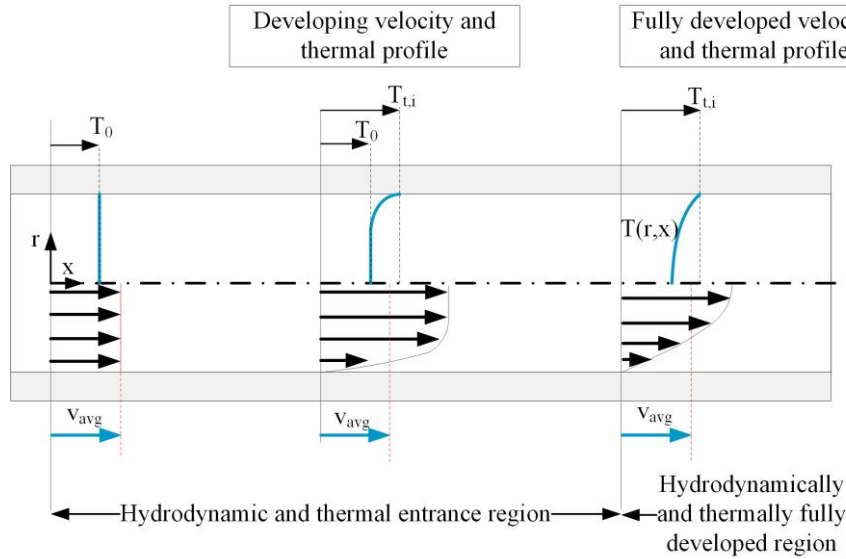 Developing velocity and
thermal profile
Fully developed veloc
and thermal profile
T0
Tt,i
T0
Tt,i
r
x
T(r,x)
vavg
vavg
vavg
Hydrodynamic and thermal entrance region
Hydrodynamically
and thermally fully
developed region